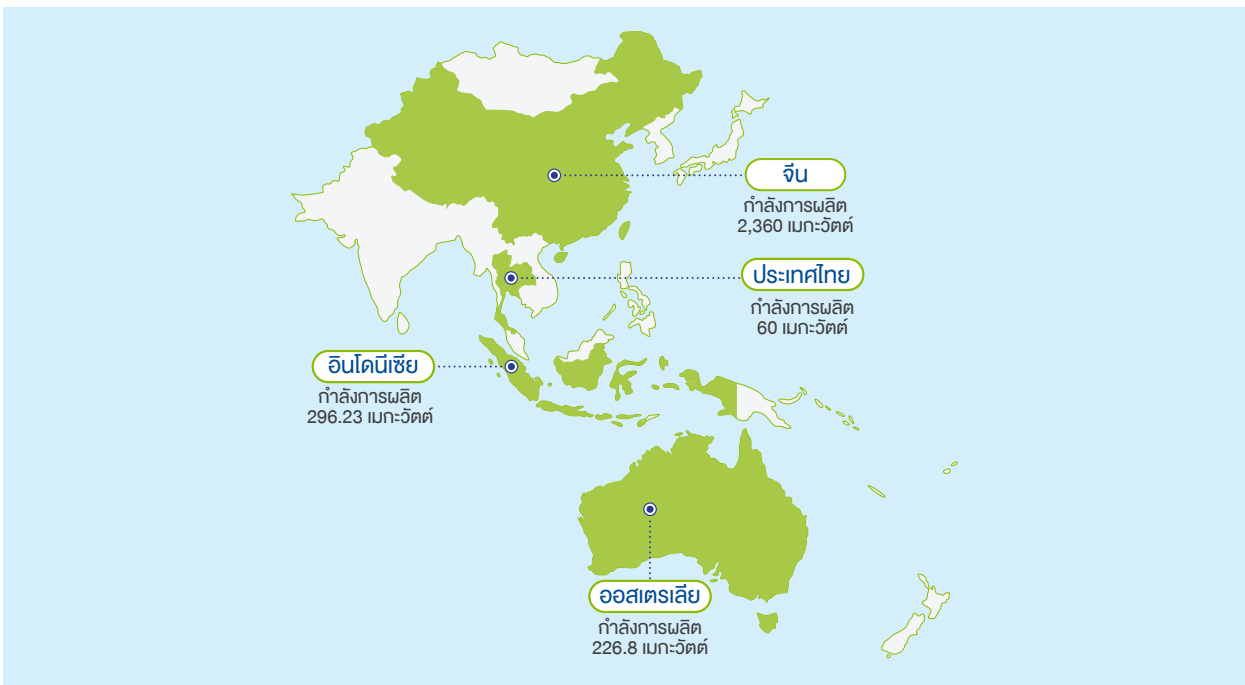 จีน
กำลังการผลิต
2,360 เมกะวัตต์
ประเทศไทย
กำลังการผลิต
60 เมกะวัตต์
อินโดนีเซีย
กำลังการผลิต
296.23 เมกะวัตต์
ออสเตรเลีย
กำลังการผลิต
226.8 เมกะวัตต์